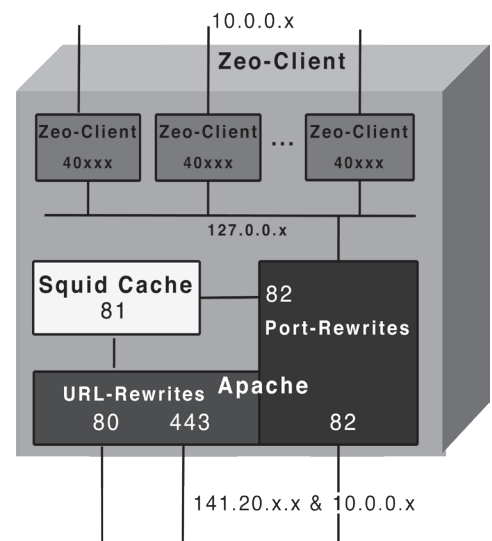 10.0.0.x
Zeo-Client
Zeo-Client Zeo-Client ... Zeo-Client
40xxx 40xxx 40xxx
127.0.0.x
Squid Cache
81
82
Port-Rewrites
URL-Rewrites Apache
80 443 82
141.20.x.x & 10.0.0.x